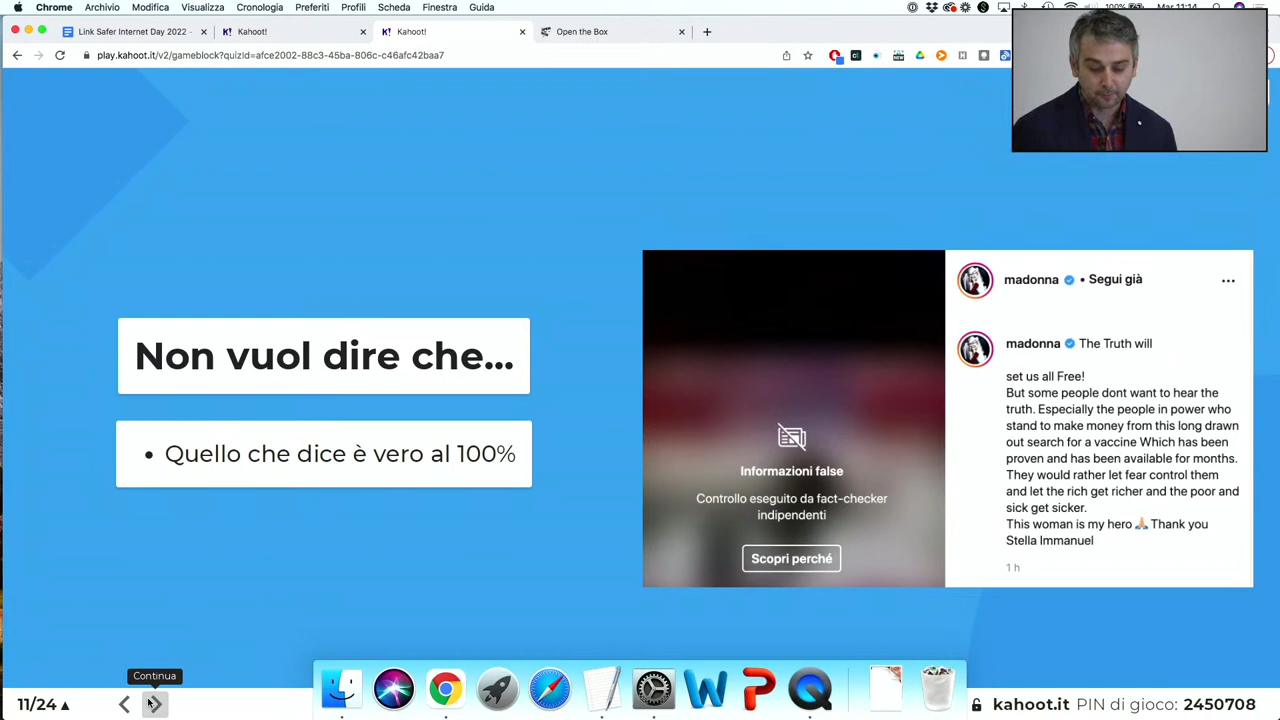 Chrome Archivio Modifica Visualizza Cronologia Preferiti Profili Scheda Finestra Guida
100% Mar 11:14
Link Safer Internet Day 2022 -
Kahoot!
Kahoot!
Open the Box
play.kahoot.it/v2/gameblock?quizId=afce2002-88c3-45ba-806c-c46afc42baa7
madonna • Segui già
madonna The Truth will
set us all Free!
But some people dont want to hear the
truth. Especially the people in power who
stand to make money from this long drawn
out search for a vaccine Which has been
proven and has been available for months.
They would rather let fear control them
and let the rich get richer and the poor and
sick get sicker.
This woman is my hero 🙏🏼 Thank you
Stella Immanuel
1 h
Non vuol dire che...
• Quello che dice è vero al 100%
Informazioni false
Controllo eseguito da fact-checker
indipendenti
Scopri perché
Continua
11/24
kahoot.it PIN di gioco: 2450708